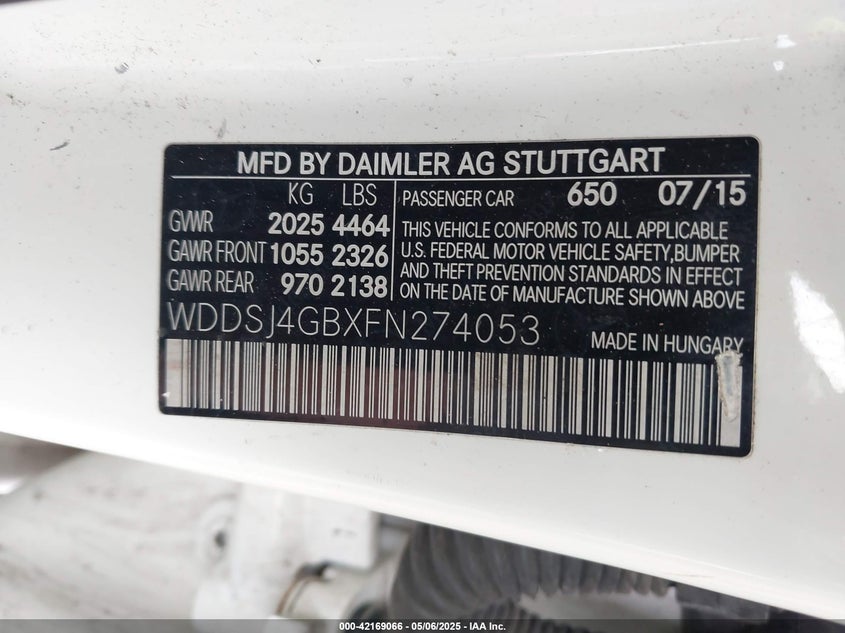 MFD BY DAIMLER AG STUTTGART
KG LBS
GVWR 2025 4464
GAWR FRONT 1055 2326
GAWR REAR 970 2138
PASSENGER CAR 650 07/15
THIS VEHICLE CONFORMS TO ALL APPLICABLE
U.S. FEDERAL MOTOR VEHICLE SAFETY,BUMPER
AND THEFT PREVENTION STANDARDS IN EFFECT
ON THE DATE OF MANUFACTURE SHOWN ABOVE
WDDSJ4GBXFN274053
MADE IN HUNGARY
000-42169066 - 05/06/2025 - IAA Inc.